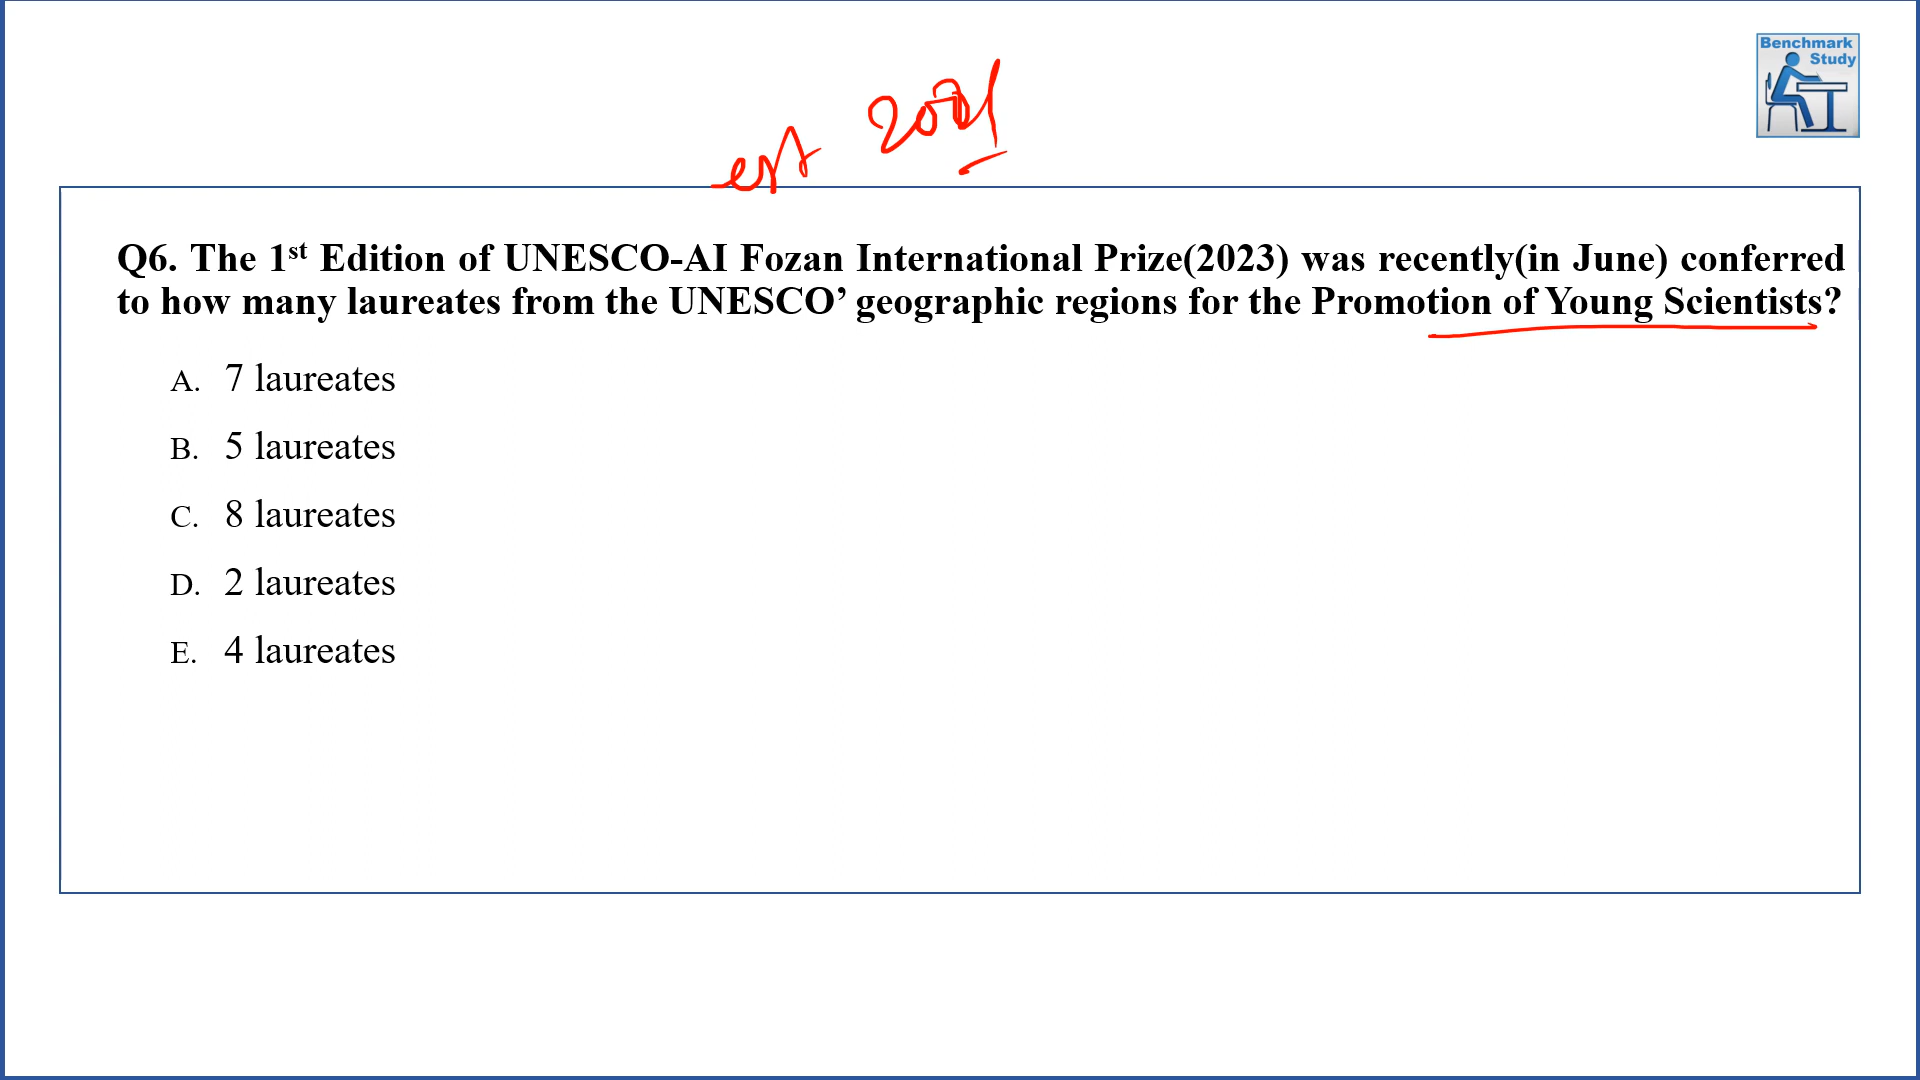 Benchmark
Study
est 2021
Q6. The 1st Edition of UNESCO-AI Fozan International Prize(2023) was recently(in June) conferred
to how many laureates from the UNESCO’ geographic regions for the Promotion of Young Scientists?
A. 7 laureates
B. 5 laureates
C. 8 laureates
D. 2 laureates
E. 4 laureates